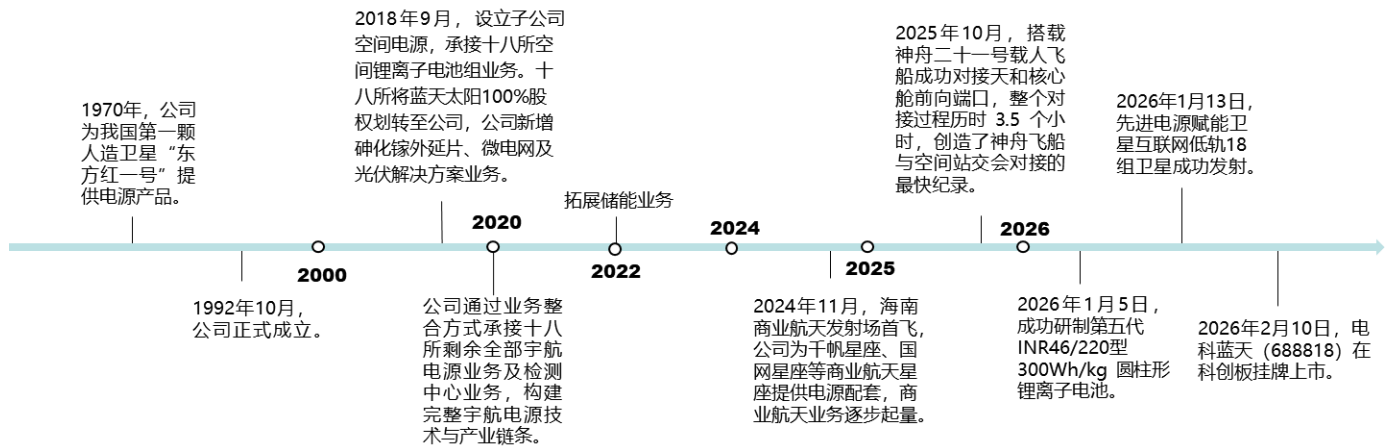 1970年，公司
为我国第一颗
人造卫星“东
方红一号”提
供电源产品。
1992年10月，
公司正式成立。
2000
2018年9月，设立子公司
空间电源，承接十八所空
间锂离子电池组业务。十
八所将蓝天太阳100%股
权划转至公司，公司新增
砷化镓外延片、微电网及
光伏解决方案业务。
2020
公司通过业务整
合方式承接十八
所剩余全部宇航
电源业务及检测
中心业务，构建
完整宇航电源技
术与产业链条。
拓展储能业务
2022
2024
2024年11月，海南
商业航天发射场首飞，
公司为千帆星座、国
网星座等商业航天星
座提供电源配套，商
业航天业务逐步起量。
2025
2025年10月，搭载
神舟二十一号载人飞
船成功对接天和核心
舱前向端口，整个对
接过程历时 3.5 个小
时，创造了神舟飞船
与空间站交会对接的
最快纪录。
2026
2026年1月5日，
成功研制第五代
INR46/220型
300Wh/kg 圆柱形
锂离子电池。
2026年1月13日，
先进电源赋能卫
星互联网低轨18
组卫星成功发射。
2026年2月10日，电
科蓝天（688818）在
科创板挂牌上市。